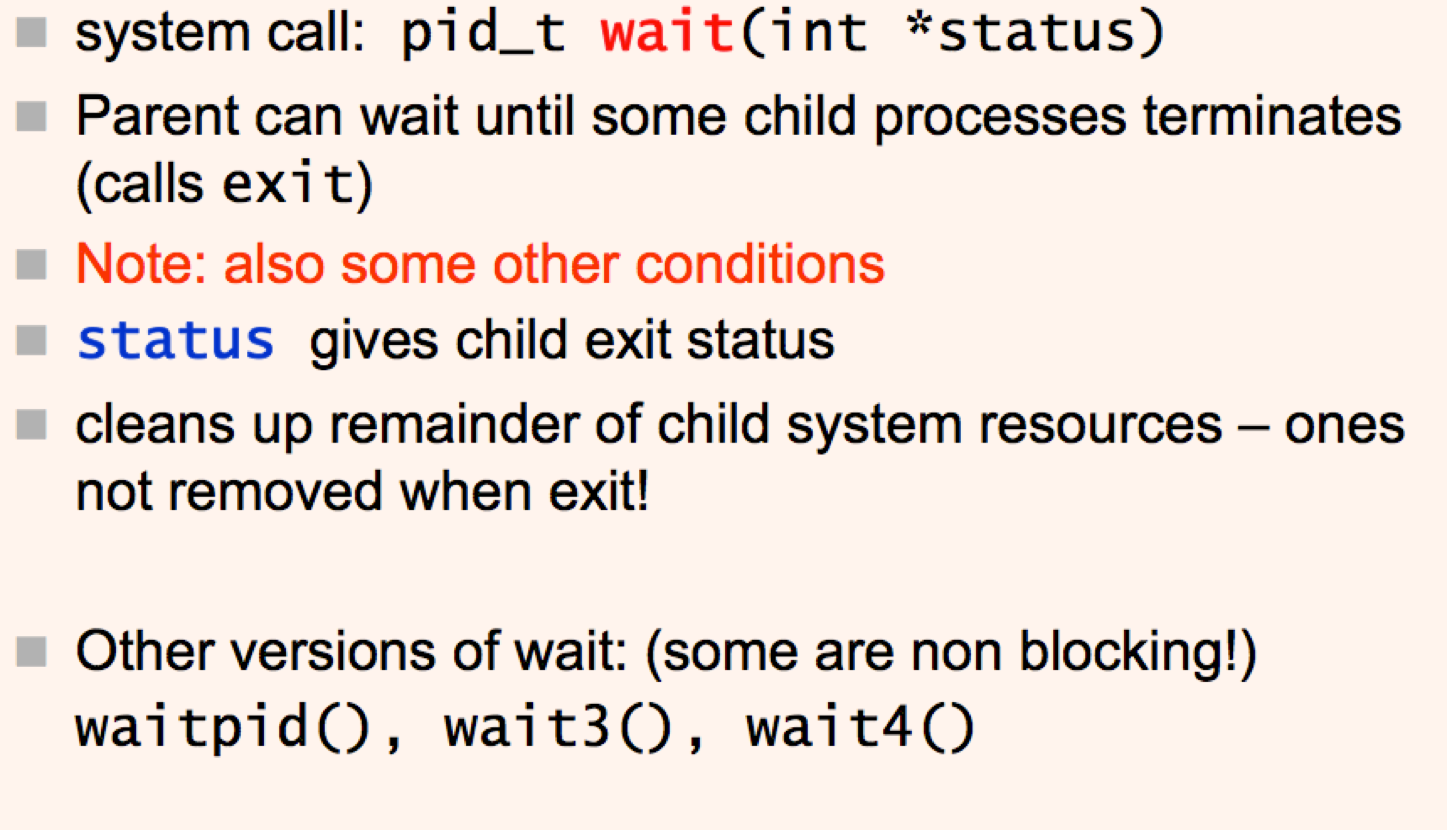 system call: pid_t wait(int *status)
Parent can wait until some child processes terminates
(calls exit)
Note: also some other conditions
status gives child exit status
cleans up remainder of child system resources – ones
not removed when exit!
Other versions of wait: (some are non blocking!)
waitpid(), wait3(), wait4()